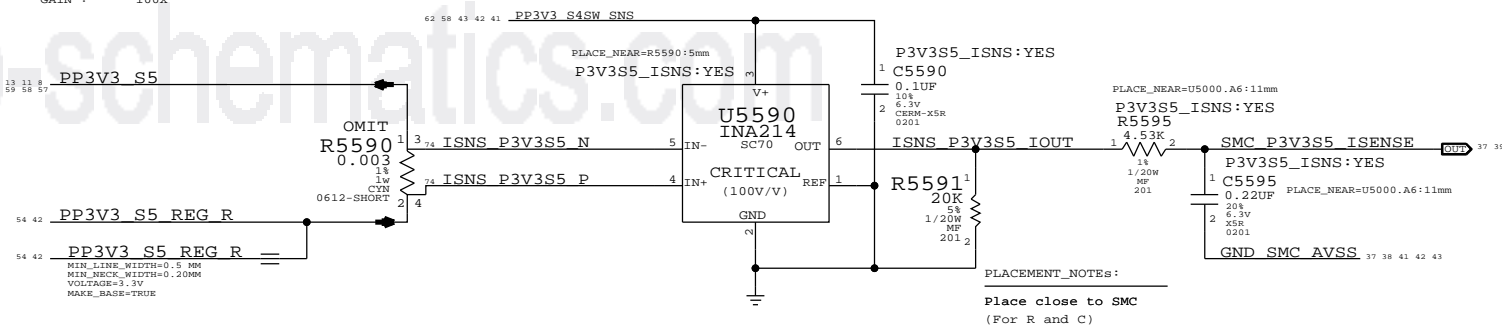 GAIN : 100X
62 58 43 42 41 PP3V3_S4SW_SNS
o-schematics.com
PLACE_NEAR=R5590:5mm
P3V3S5_ISNS:YES
13 11 8
59 58 57
PP3V3_S5
3
V+
U5590
INA214
SC70
CRITICAL
(100V/V)
5 IN-
4 IN+
OUT 6
REF 1
GND
2
P3V3S5_ISNS:YES
1 C5590
0.1UF
10%
6.3V
2 CERM-X5R
0201
OMIT
R5590
0.003
1%
1W
CYN
0612-SHORT
1 3
2 4
74 ISNS_P3V3S5_N
74 ISNS_P3V3S5_P
54 42 PP3V3_S5_REG_R
54 42 PP3V3_S5_REG_R
MIN_LINE_WIDTH=0.5 MM
MIN_NECK_WIDTH=0.20MM
VOLTAGE=3.3V
MAKE_BASE=TRUE
ISNS_P3V3S5_IOUT
R5591 1
20K
5%
1/20W
MF
201 2
PLACE_NEAR=U5000.A6:11mm
P3V3S5_ISNS:YES
R5595
4.53K
1 2
1%
1/20W
MF
201
SMC_P3V3S5_ISENSE
OUT 37 39
P3V3S5_ISNS:YES
1 C5595
0.22UF
PLACE_NEAR=U5000.A6:11mm
20%
6.3V
2 X5R
0201
GND_SMC_AVSS 37 38 41 42 43
PLACEMENT_NOTEs:
Place close to SMC
(For R and C)